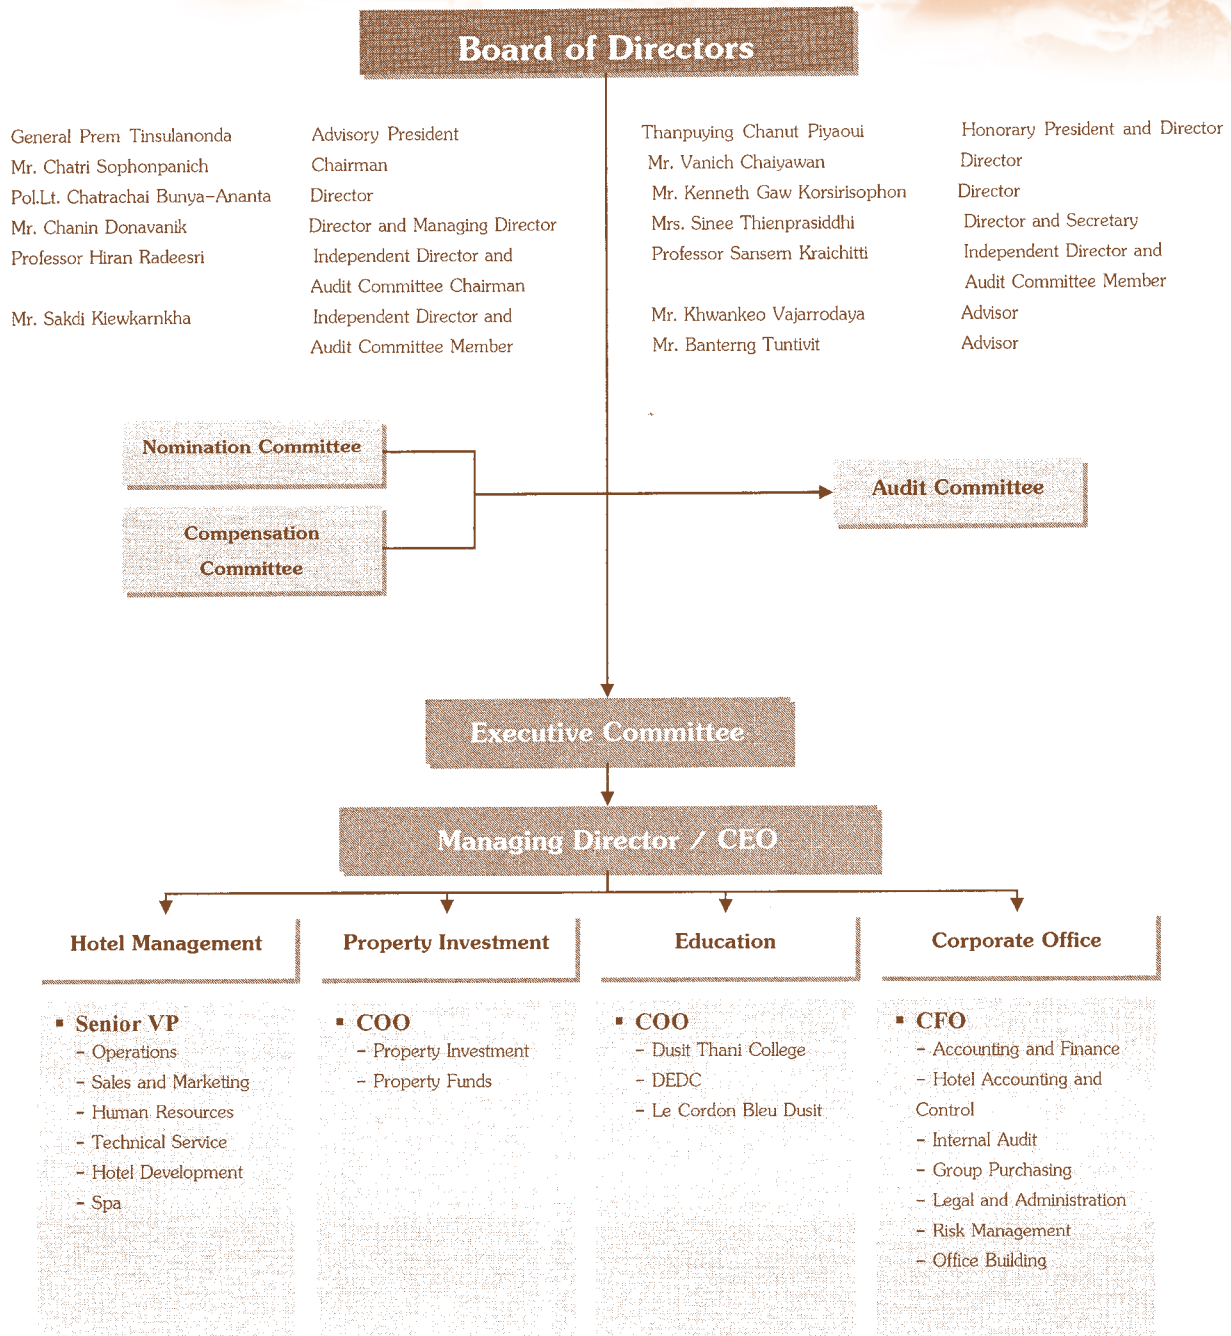 Board of Directors
General Prem Tinsulanonda Advisory President
Mr. Chatri Sophonpanich Chairman
Pol.Lt. Chatrachai Bunya-Ananta Director
Mr. Chanin Donavanik Director and Managing Director
Professor Hiran Radeesri Independent Director and
Audit Committee Chairman
Mr. Sakdi Kiewkarnkha Independent Director and
Audit Committee Member
Thanpuying Chanut Piyaoui Honorary President and Director
Mr. Vanich Chaiyawan Director
Mr. Kenneth Gaw Korsirisophon Director
Mrs. Sinee Thienprasiddhi Director and Secretary
Professor Sansern Kraichitti Independent Director and
Audit Committee Member
Mr. Khwankeo Vajarrodaya Advisor
Mr. Banterng Tuntivit Advisor
Nomination Committee
Compensation
Committee
Audit Committee
Executive Committee
Managing Director / CEO
Hotel Management
▪ Senior VP
- Operations
- Sales and Marketing
- Human Resources
- Technical Service
- Hotel Development
- Spa
Property Investment
▪ COO
- Property Investment
- Property Funds
Education
▪ COO
- Dusit Thani College
- DEDC
- Le Cordon Bleu Dusit
Corporate Office
▪ CFO
- Accounting and Finance
- Hotel Accounting and
Control
- Internal Audit
- Group Purchasing
- Legal and Administration
- Risk Management
- Office Building